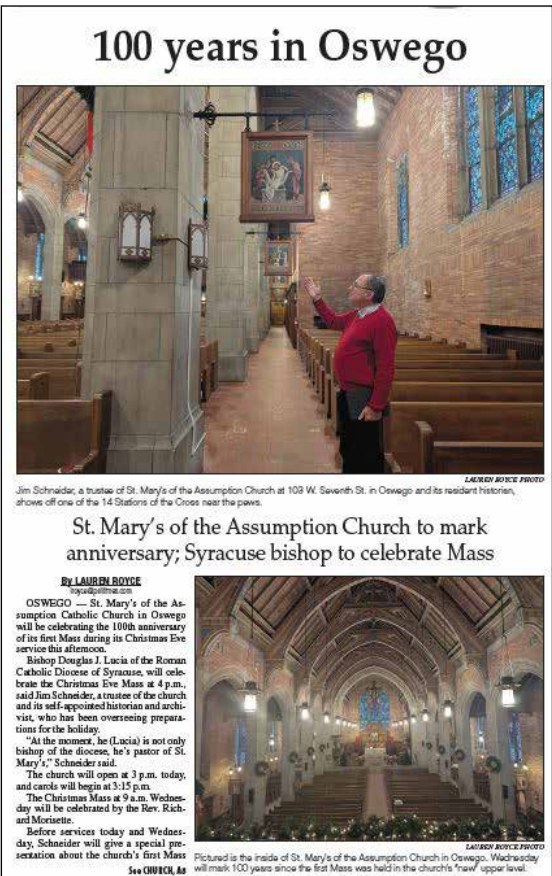 100 years in Oswego
LAUREN ROYCE PHOTO
Jim Schneider, a trustee of St. Mary's of the Assumption Church at 103 W. Seventh St. in Oswego and its resident historian,
shows off one of the 14 Stations of the Cross near the pews.
St. Mary's of the Assumption Church to mark
anniversary; Syracuse bishop to celebrate Mass
By LAUREN ROYCE
OSWEGO — St. Mary's of the As-
sumption Catholic Church in Oswego
will be celebrating the 100th anniversary
of its first Mass during its Christmas Eve
service this afternoon.
Bishop Douglas J. Lucia of the Roman
Catholic Diocese of Syracuse, will cele-
brate the Christmas Eve Mass at 4 p.m.,
said Jim Schneider, a trustee of the church
and its self-appointed historian and archi-
vist, who has been overseeing prepara-
tions for the holiday.
"At the moment, he (Lucia) is not only
bishop of the diocese, he's pastor of St.
Mary's," Schneider said.
The church will open at 3 p.m. today,
and carols will begin at 3:15 p.m.
The Christmas Mass at 9 a.m. Wednes-
day will be celebrated by the Rev. Rich-
ard Morisette.
Before services today and Wednes-
day, Schneider will give a special pre-
sentation about the church's first Mass
See CHURCH, A8
LAUREN ROYCE PHOTO
Pictured is the inside of St. Mary's of the Assumption Church in Oswego. Wednesday
will mark 100 years since the first Mass was held in the church's "new" upper level.